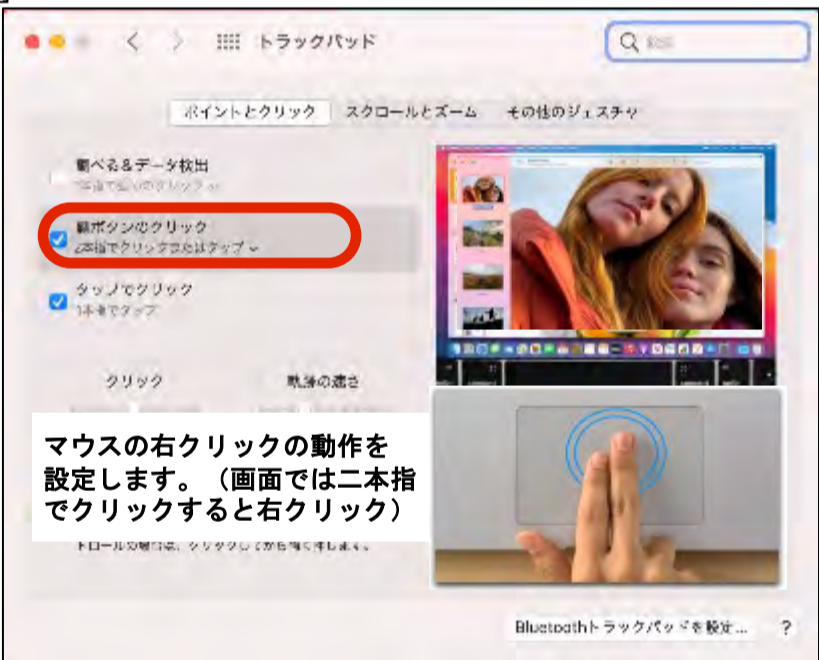 トラックパッド
検索
ポイントとクリック スクロールとズーム その他のジェスチャ
調べる&データ検出
副ボタンのクリック
2本指でクリックまたはタップ
タップでクリック
1本指でタップ
クリック 軌跡の速さ
マウスの右クリックの動作を
設定します。（画面では二本指
でクリックすると右クリック）
Bluetoothトラックパッドを設定... ?